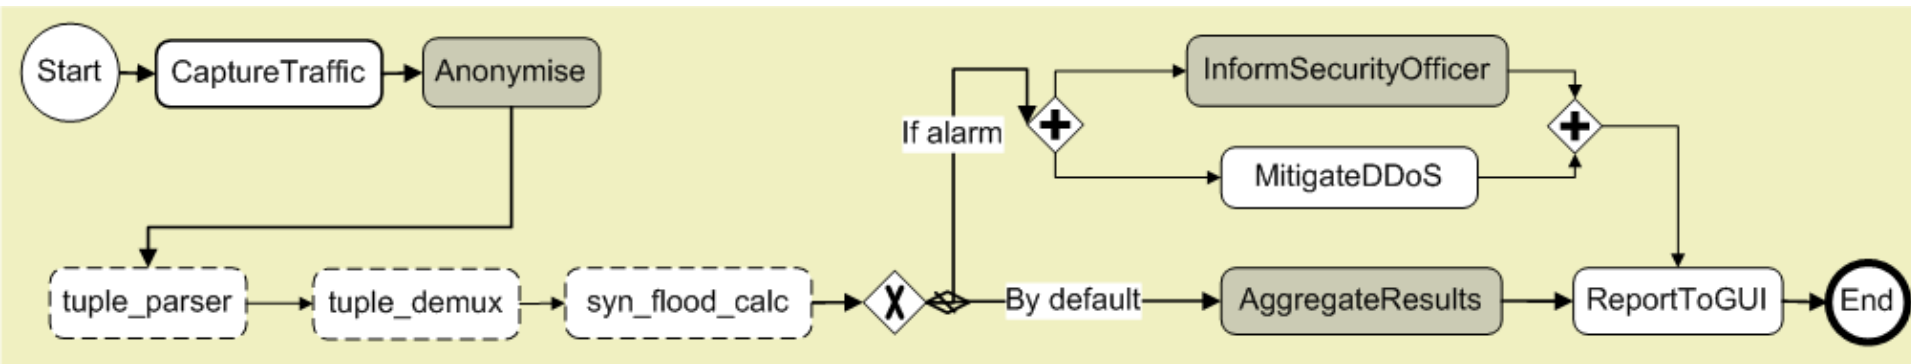 Start
CaptureTraffic
Anonymise
InformSecurityOfficer
If alarm
MitigateDDoS
tuple_parser
tuple_demux
syn_flood_calc
X
By default
AggregateResults
ReportToGUI
End